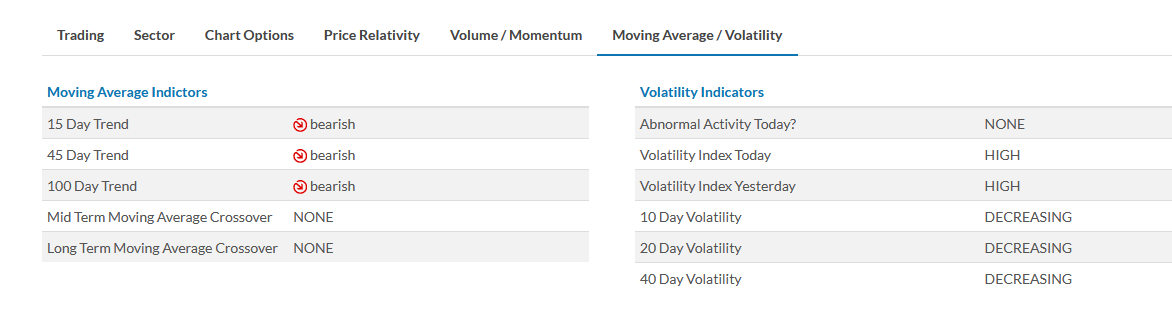 Trading Sector Chart Options Price Relativity Volume / Momentum Moving Average / Volatility
Moving Average Indictors
15 Day Trend bearish
45 Day Trend bearish
100 Day Trend bearish
Mid Term Moving Average Crossover NONE
Long Term Moving Average Crossover NONE
Volatility Indicators
Abnormal Activity Today? NONE
Volatility Index Today HIGH
Volatility Index Yesterday HIGH
10 Day Volatility DECREASING
20 Day Volatility DECREASING
40 Day Volatility DECREASING